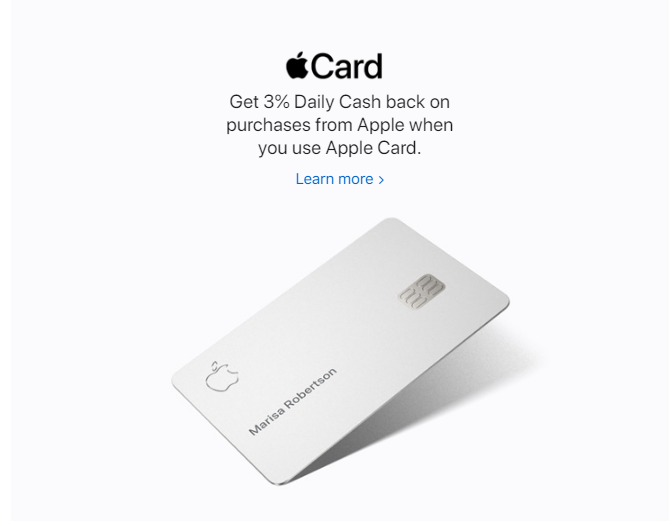 Card
Get 3% Daily Cash back on
purchases from Apple when
you use Apple Card.
Learn more >
Marisa Robertson